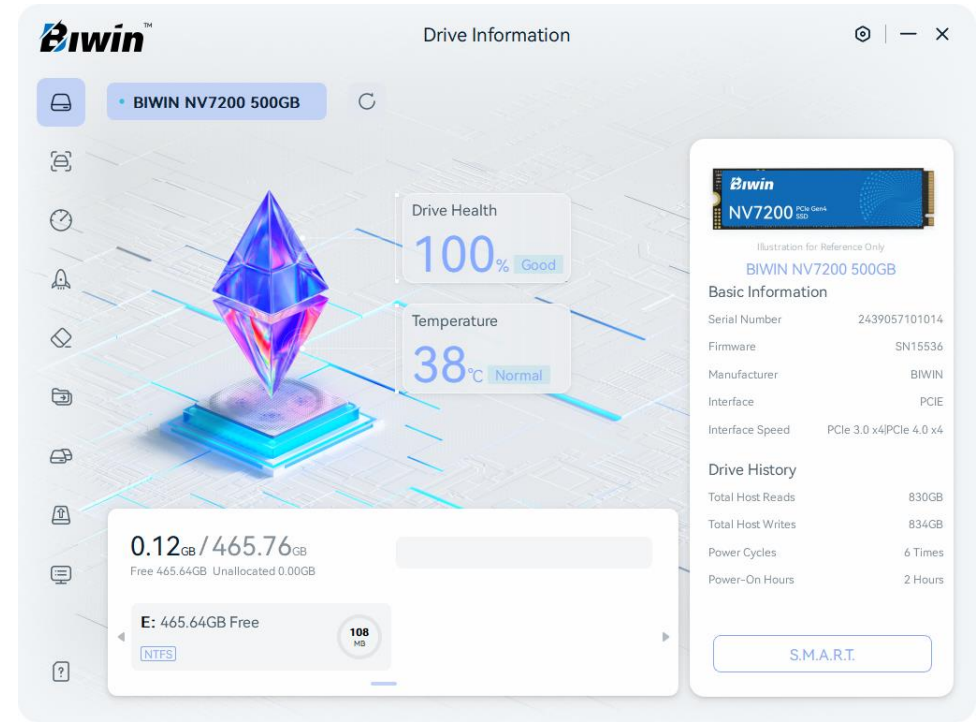 Biwin™
Drive Information
BIWIN NV7200 500GB
Drive Health
100% Good
Temperature
38°C Normal
0.12GB/465.76GB
Free 465.64GB Unallocated 0.00GB
E: 465.64GB Free
108
MB
NTFS
Biwin
NV7200 PCIe Gen4
SSD
Illustration for Reference Only
BIWIN NV7200 500GB
Basic Information
Serial Number 2439057101014
Firmware SN15536
Manufacturer BIWIN
Interface PCIE
Interface Speed PCIe 3.0 x4|PCIe 4.0 x4
Drive History
Total Host Reads 830GB
Total Host Writes 834GB
Power Cycles 6 Times
Power-On Hours 2 Hours
S.M.A.R.T.